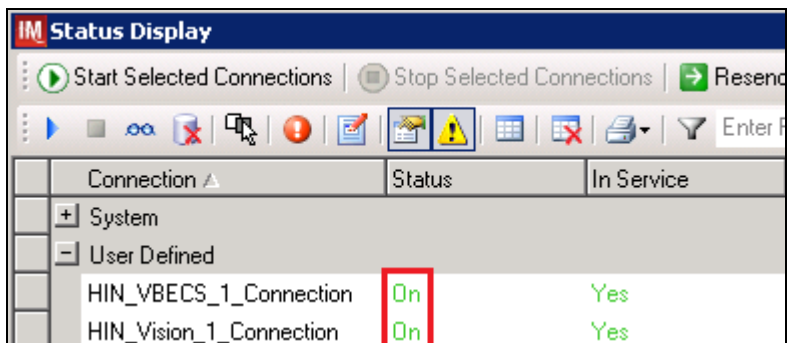 IM Status Display
Start Selected Connections Stop Selected Connections Resend
Enter F
Connection Status In Service
System
User Defined
HIN_VBECS_1_Connection On Yes
HIN_Vision_1_Connection On Yes